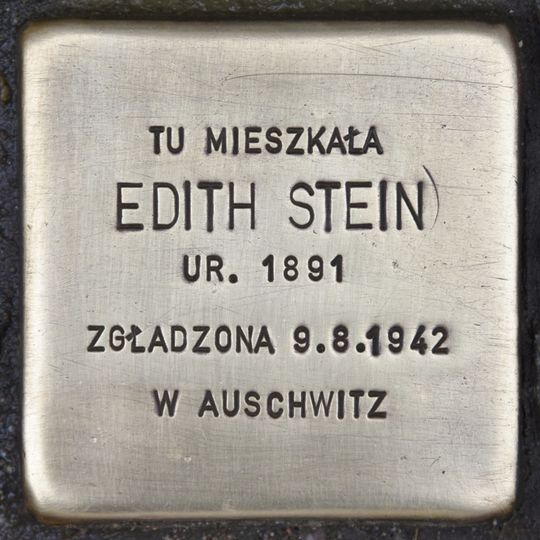 TU MIESZKAŁA
EDITH STEIN
UR. 1891
ZGŁADZONA 9.8.1942
W AUSCHWITZ